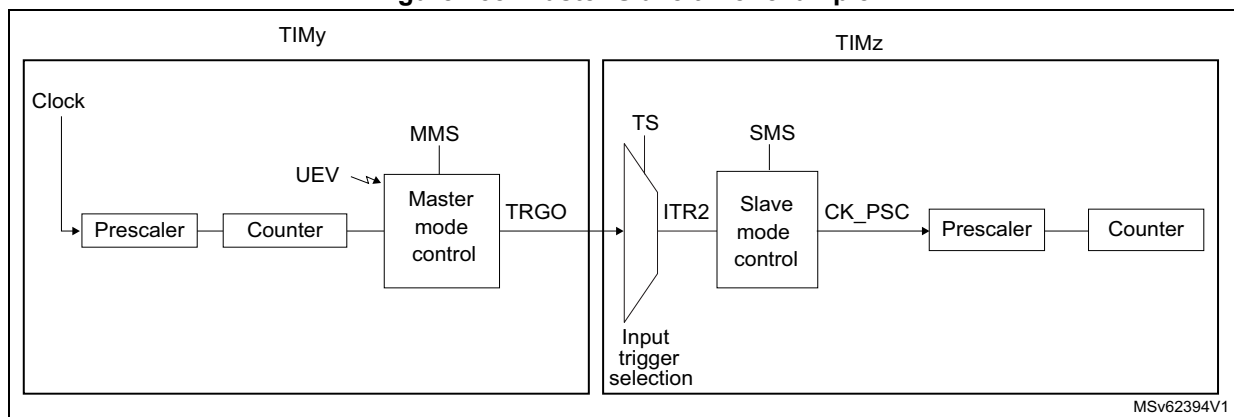 TIMy
TIMz
Clock
MMS
TS
SMS
UEV
Master
mode
control
TRGO
ITR2
Slave
mode
control
CK_PSC
Prescaler
Counter
Prescaler
Counter
Input
trigger
selection
MSv62394V1